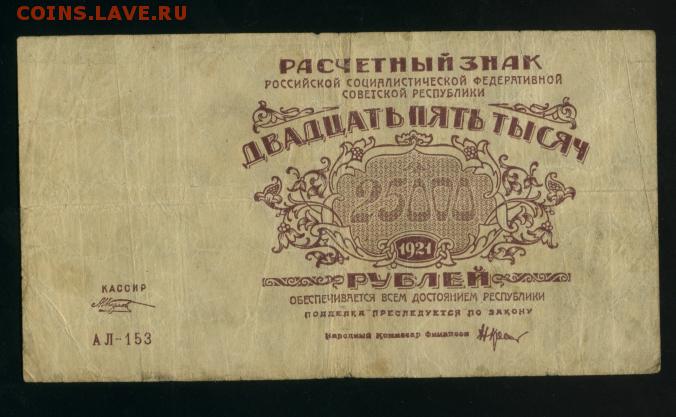 COINS.LAVE.RU
РАСЧЕТНЫЙ ЗНАК
РОССИЙСКОЙ СОЦИАЛИСТИЧЕСКОЙ ФЕДЕРАТИВНОЙ
СОВЕТСКОЙ РЕСПУБЛИКИ
ДВАДЦАТЬ ПЯТЬ ТЫСЯЧ
25000
1921
РУБЛЕЙ
ОБЕСПЕЧИВАЕТСЯ ВСЕМ ДОСТОЯНИЕМ РЕСПУБЛИКИ
ПОДДЕЛКА ПРЕСЛЕДУЕТСЯ ПО ЗАКОНУ
Народный Комиссар Финансов
КАССИР
АЛ-153